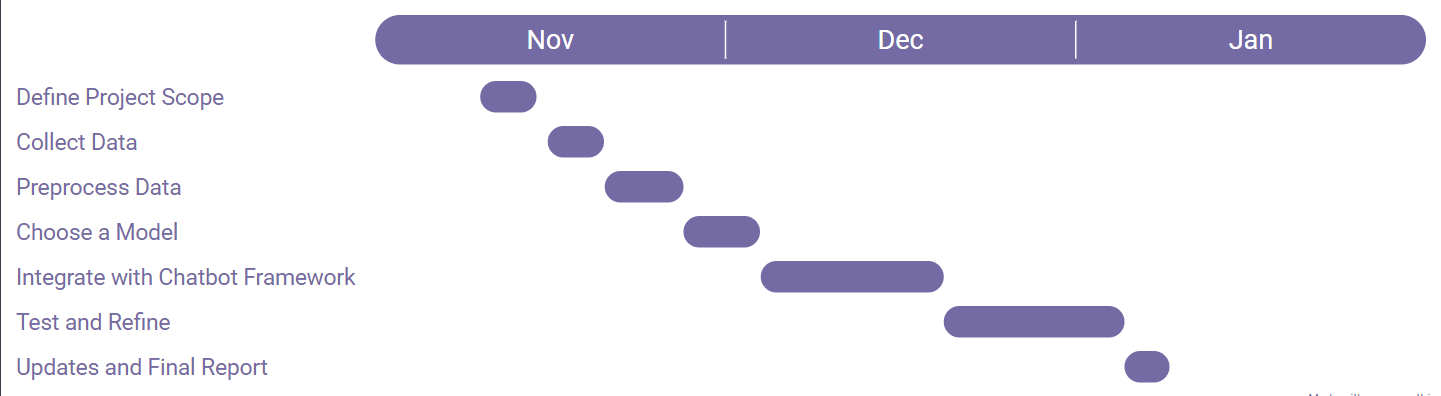 Nov Dec Jan
Define Project Scope
Collect Data
Preprocess Data
Choose a Model
Integrate with Chatbot Framework
Test and Refine
Updates and Final Report